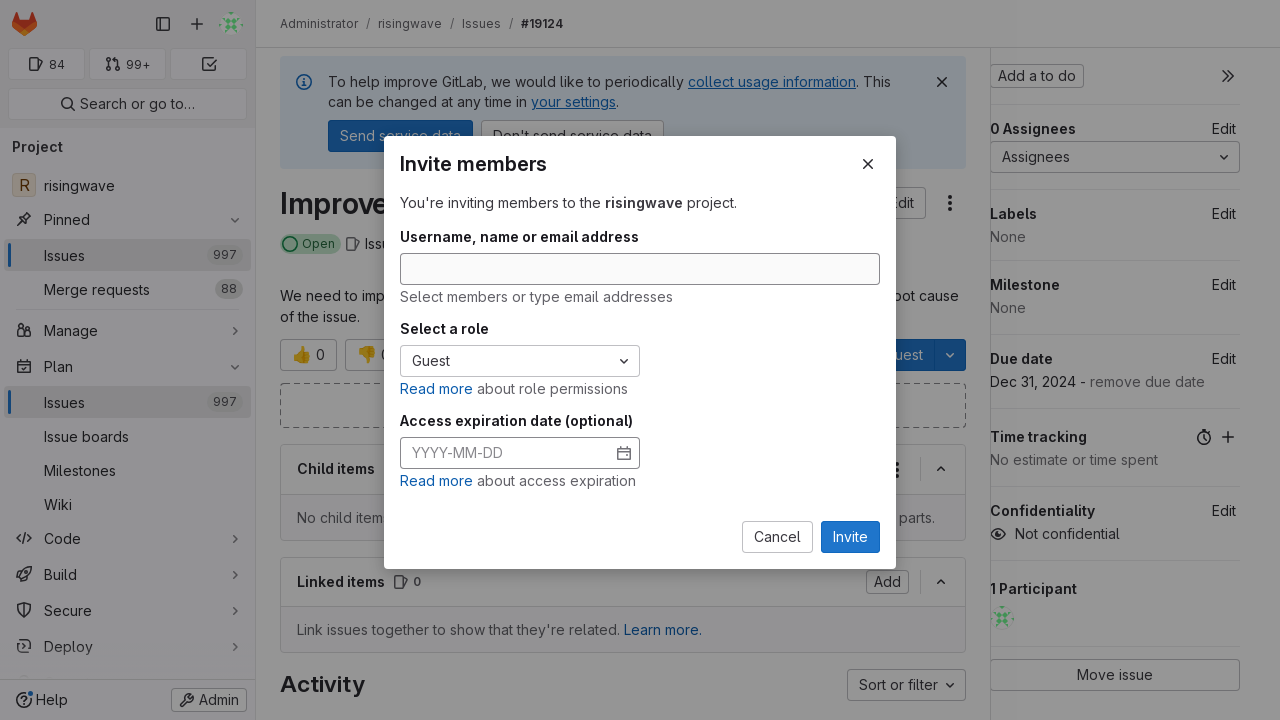 Administrator / risingwave / Issues / #19124
84
99+
Search or go to…
Project
R risingwave
Pinned
Issues 997
Merge requests 88
Manage
Plan
Issues 997
Issue boards
Milestones
Wiki
Code
Build
Secure
Deploy
Help
Admin
To help improve GitLab, we would like to periodically collect usage information. This
can be changed at any time in your settings.
Send service data
Don't send service data
Improve
Edit
Open
We need to
oot cause
of the issue.
👍 0
👎
Child items
No child
parts.
Linked items 0
Add
Link issues together to show that they're related. Learn more.
Activity
Sort or filter
Invite members
You're inviting members to the risingwave project.
Username, name or email address
Select members or type email addresses
Select a role
Guest
Read more about role permissions
Access expiration date (optional)
YYYY-MM-DD
Read more about access expiration
Cancel
Invite
Add a to do
0 Assignees Edit
Assignees
Labels Edit
None
Milestone Edit
None
Due date Edit
Dec 31, 2024 - remove due date
Time tracking
No estimate or time spent
Confidentiality Edit
Not confidential
1 Participant
Move issue